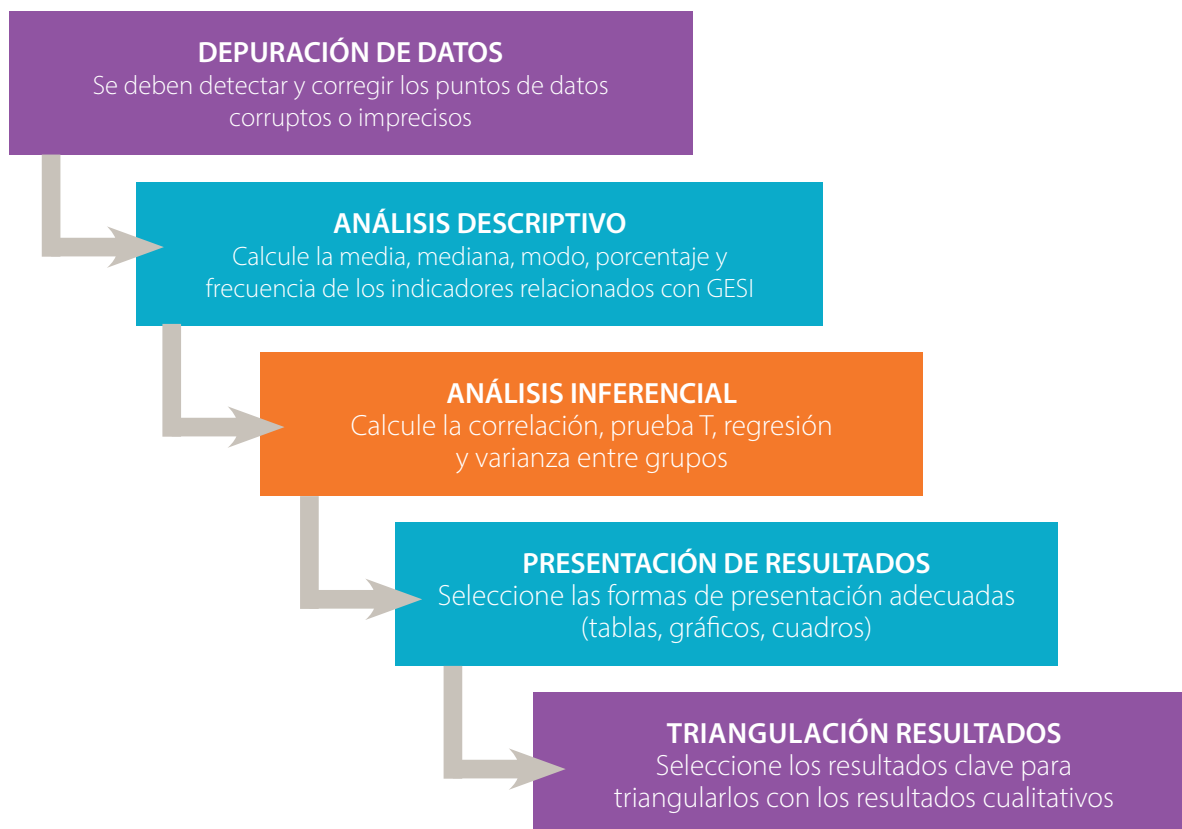 DEPURACIÓN DE DATOS
Se deben detectar y corregir los puntos de datos
corruptos o imprecisos
ANÁLISIS DESCRIPTIVO
Calcule la media, mediana, modo, porcentaje y
frecuencia de los indicadores relacionados con GESI
ANÁLISIS INFERENCIAL
Calcule la correlación, prueba T, regresión
y varianza entre grupos
PRESENTACIÓN DE RESULTADOS
Seleccione las formas de presentación adecuadas
(tablas, gráficos, cuadros)
TRIANGULACIÓN RESULTADOS
Seleccione los resultados clave para
triangularlos con los resultados cualitativos